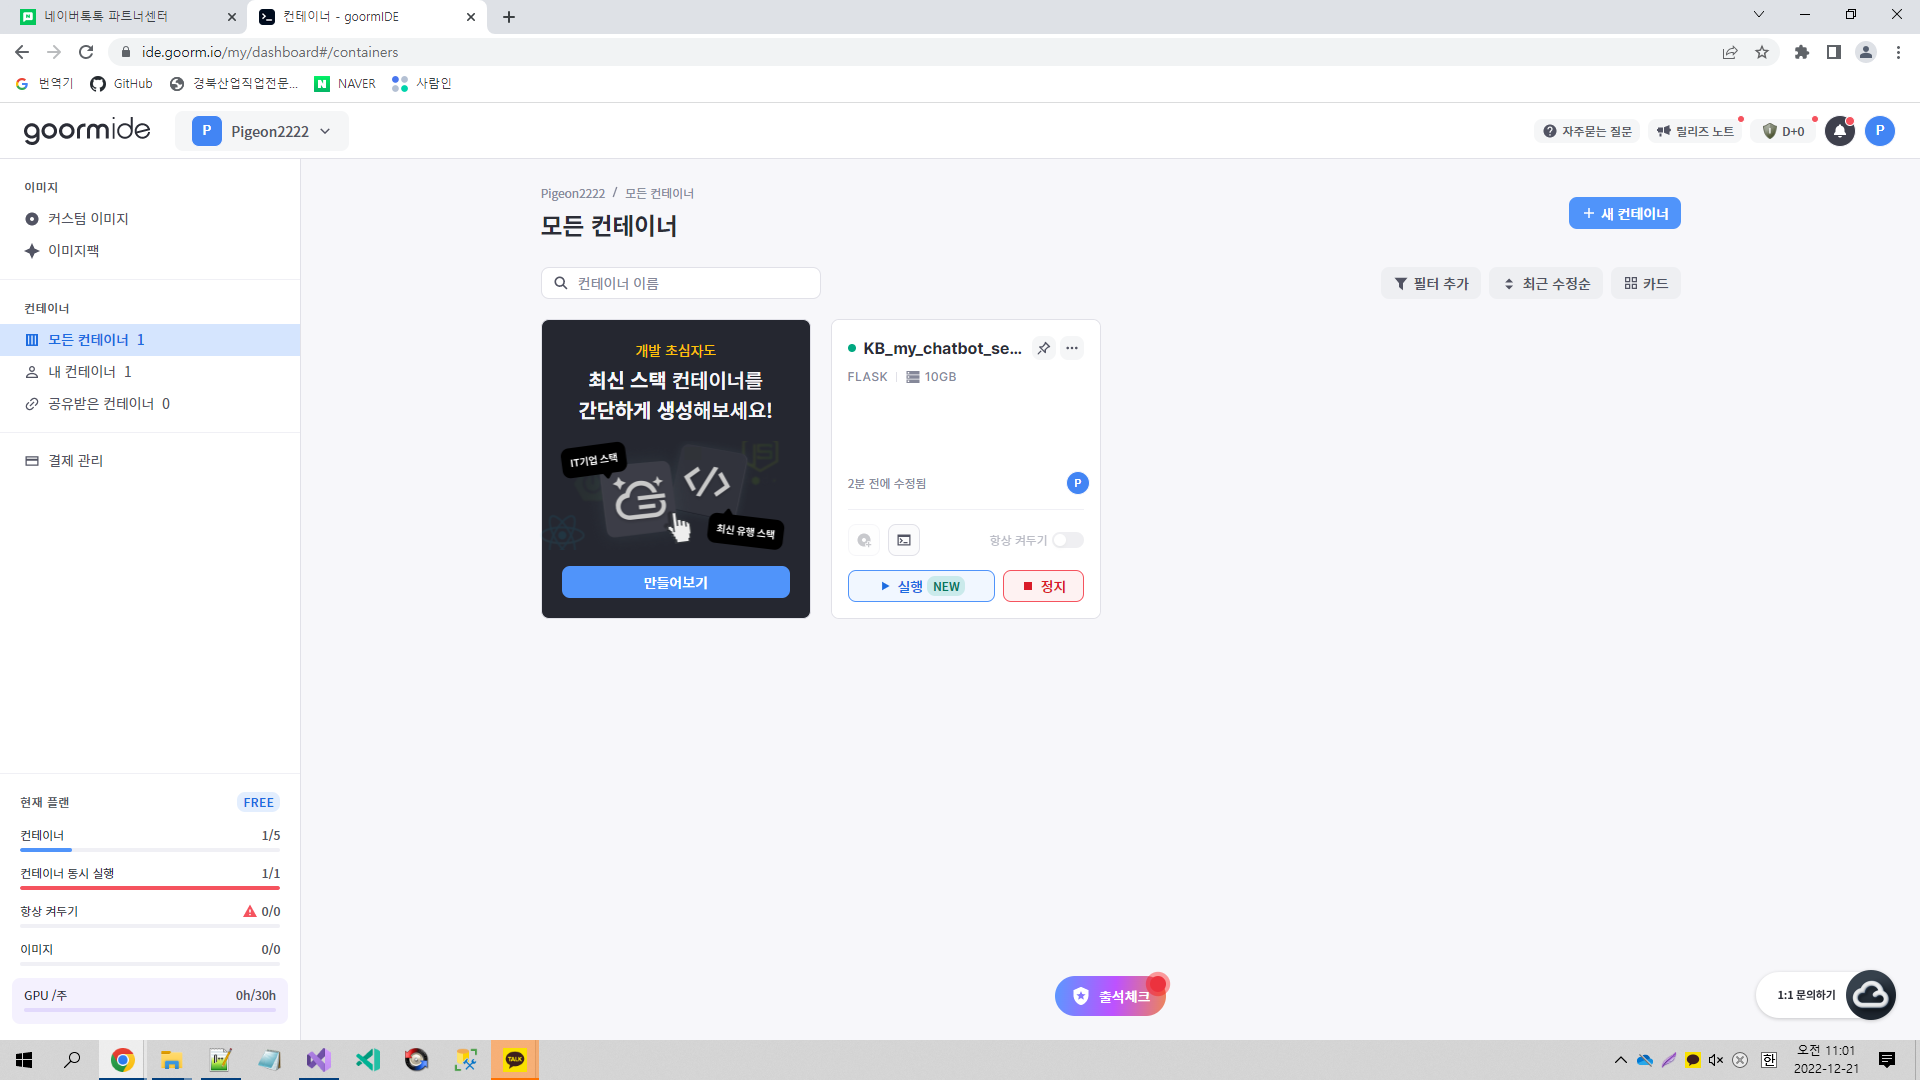 네이버톡톡 파트너센터
컨테이너 - goormIDE
ide.goorm.io/my/dashboard#/containers
번역기
GitHub
경북산업직업전문...
NAVER
사람인
goormide
P
Pigeon2222
자주묻는 질문
릴리즈 노트
D+0
P
이미지
커스텀 이미지
이미지팩
컨테이너
모든 컨테이너 1
내 컨테이너 1
공유받은 컨테이너 0
결제 관리
현재 플랜
FREE
컨테이너
1/5
컨테이너 동시 실행
1/1
항상 켜두기
0/0
이미지
0/0
GPU /주
0h/30h
Pigeon2222 / 모든 컨테이너
모든 컨테이너
+ 새 컨테이너
컨테이너 이름
필터 추가
최근 수정순
카드
개발 초심자도
최신 스택 컨테이너를
간단하게 생성해보세요!
IT기업 스택
최신 유행 스택
만들어보기
KB_my_chatbot_se...
FLASK
10GB
2분 전에 수정됨
P
항상 켜두기
실행 NEW
정지
출석체크
1:1 문의하기
TALK
한
오전 11:01
2022-12-21